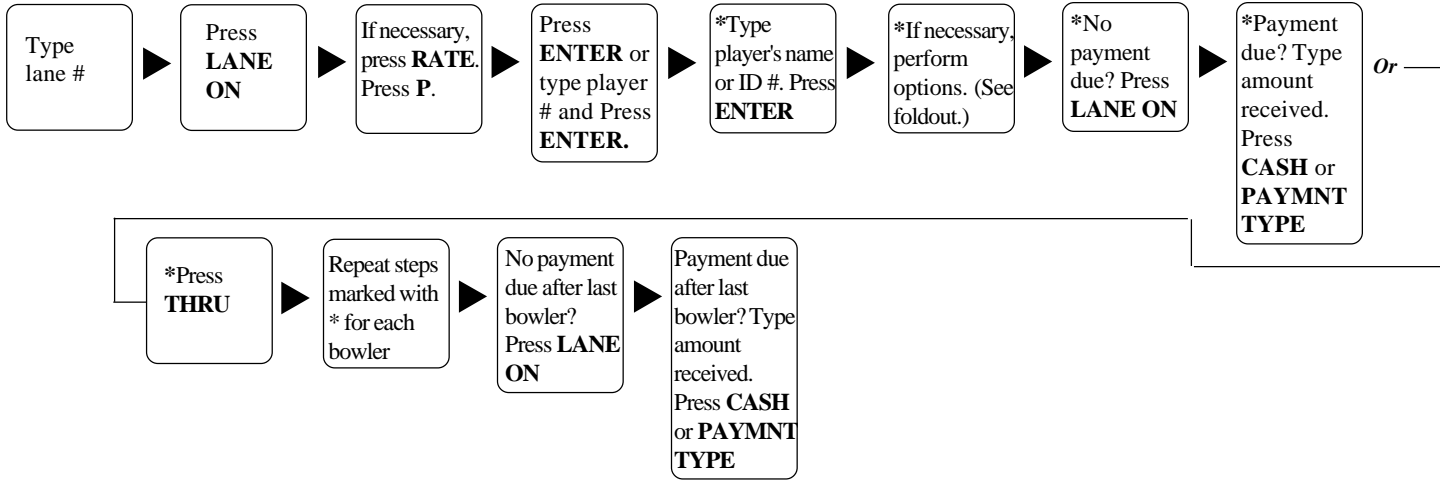 Type
lane #
Press
LANE
ON
If necessary,
press RATE.
Press P.
Press
ENTER or
type player
# and Press
ENTER.
*Type
player's name
or ID #. Press
ENTER
*If necessary,
perform
options. (See
foldout.)
*No
payment
due? Press
LANE ON
*Payment
due? Type
amount
received.
Press
CASH or
PAYMNT
TYPE
Or
*Press
THRU
Repeat steps
marked with
* for each
bowler
No payment
due after last
bowler?
Press LANE
ON
Payment due
after last
bowler? Type
amount
received.
Press CASH
or PAYMNT
TYPE